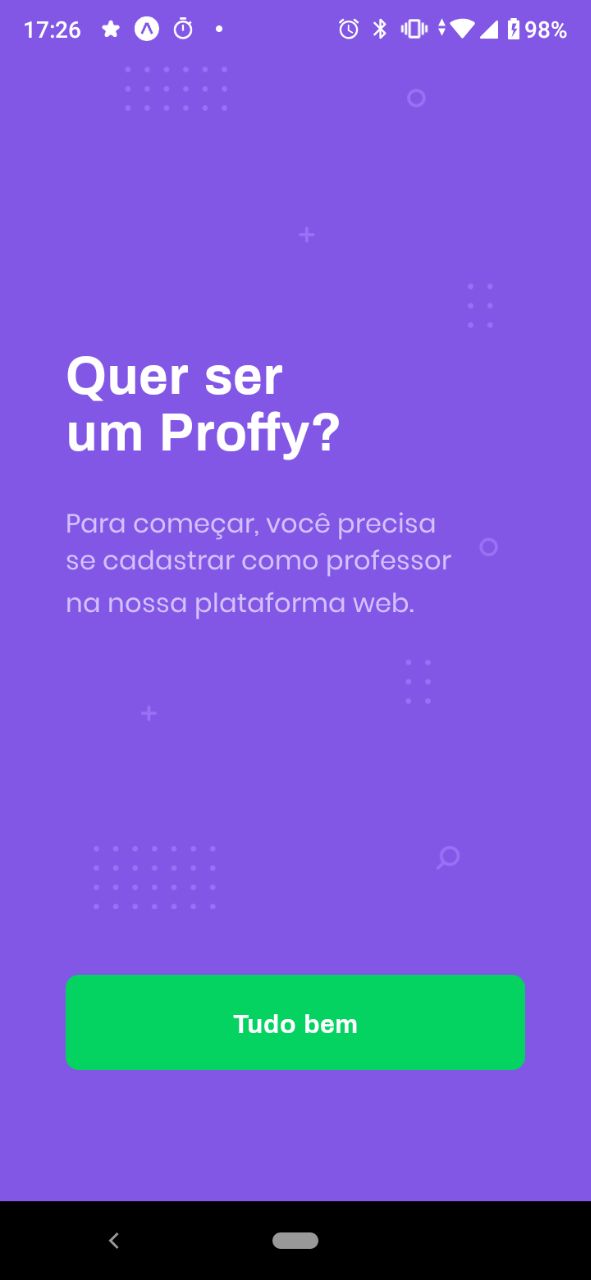 17:26
98%
Quer ser
um Proffy?
Para começar, você precisa
se cadastrar como professor
na nossa plataforma web.
Tudo bem